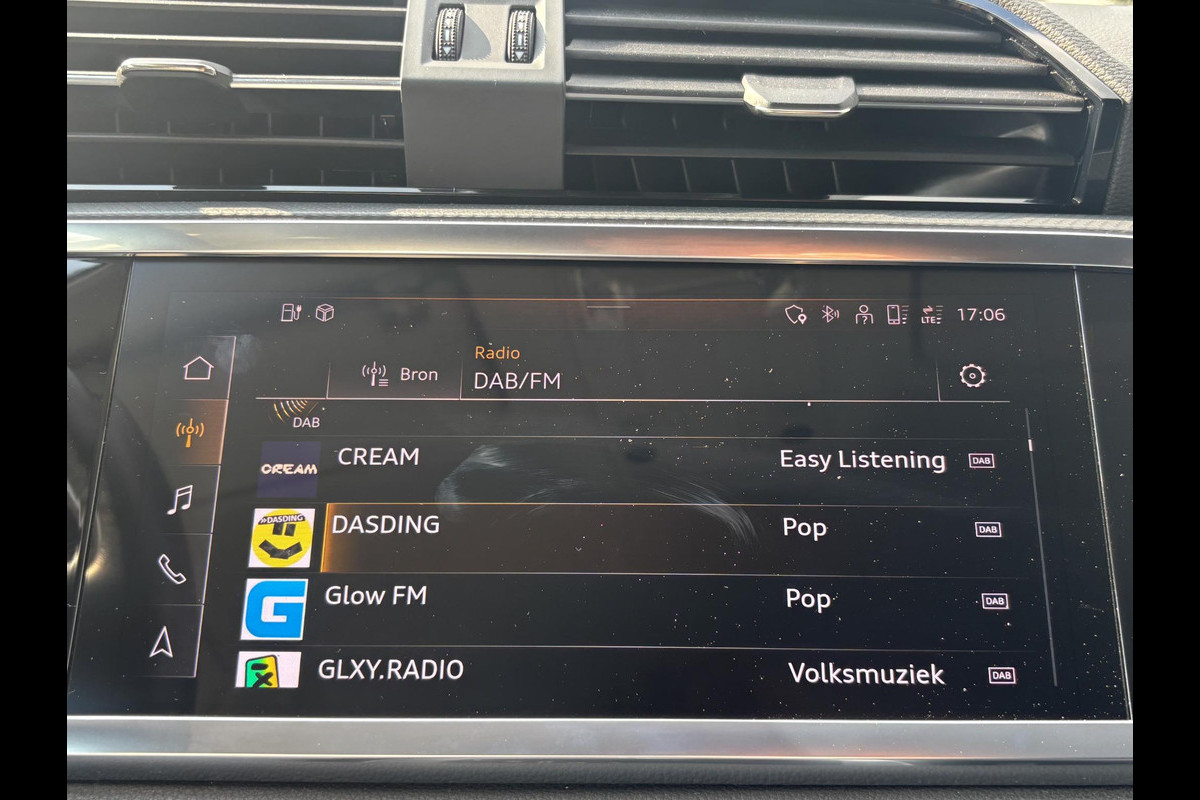 LTE 17:06
Radio
Bron
DAB/FM
DAB
CREAM CREAM Easy Listening DAB
»DASDING DASDING Pop DAB
G Glow FM Pop DAB
GLXY.RADIO Volksmuziek DAB